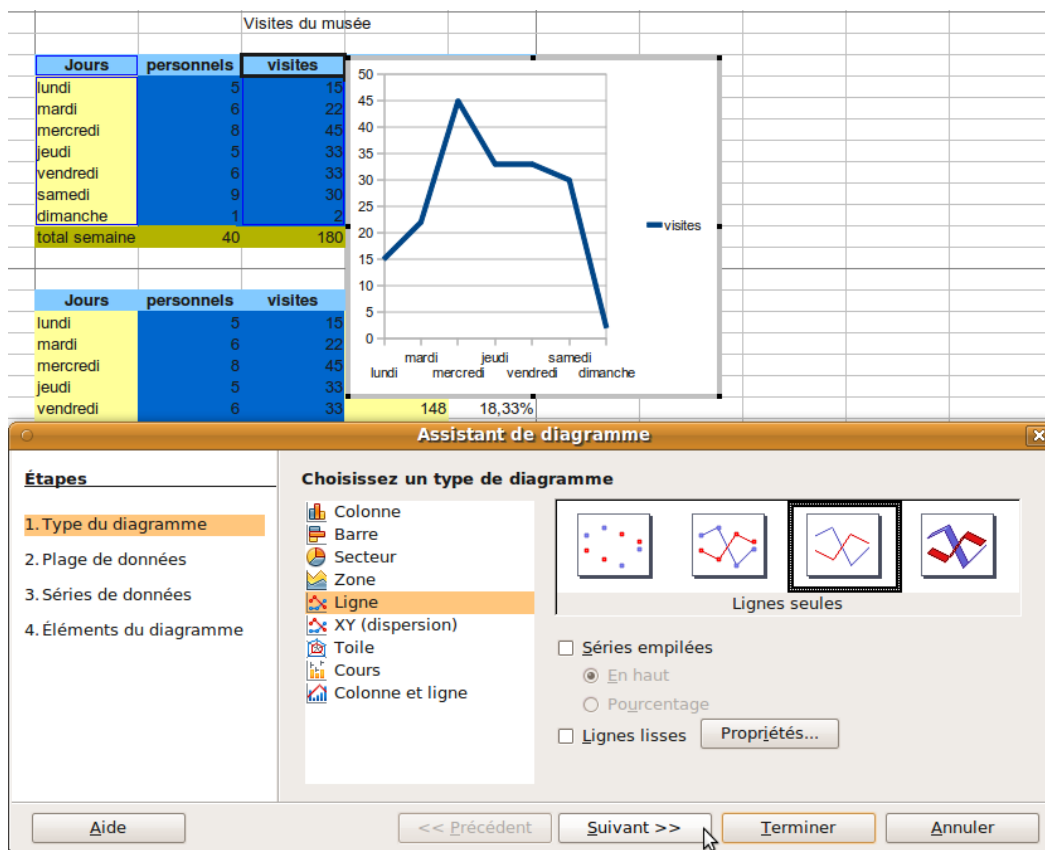 Visites du musée
Jours personnels visites
lundi 5 15
mardi 6 22
mercredi 8 45
jeudi 5 33
vendredi 6 33
samedi 9 30
dimanche 1 2
total semaine 40 180
50
45
40
35
30
25
20
15
10
5
0
mardi jeudi samedi
lundi mercredi vendredi dimanche
visites
Jours personnels visites
lundi 5 15
mardi 6 22
mercredi 8 45
jeudi 5 33
vendredi 6 33 148 18,33%
Assistant de diagramme
Étapes
1. Type du diagramme
2. Plage de données
3. Séries de données
4. Éléments du diagramme
Choisissez un type de diagramme
Colonne
Barre
Secteur
Zone
Ligne
XY (dispersion)
Toile
Cours
Colonne et ligne
Lignes seules
Séries empilées
En haut
Pourcentage
Lignes lisses
Propriétés...
Aide
<< Précédent
Suivant >>
Terminer
Annuler